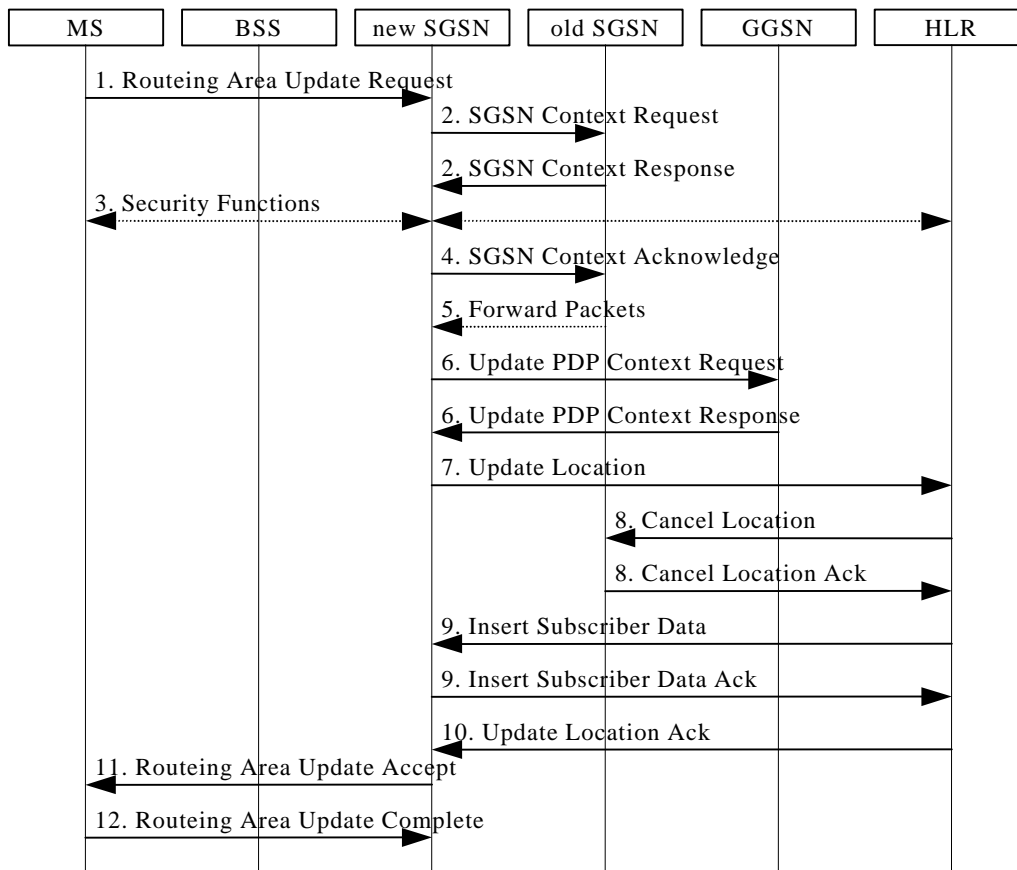 MS
BSS
new SGSN
old SGSN
GGSN
HLR
1. Routeing Area Update Request
2. SGSN Context Request
2. SGSN Context Response
3. Security Functions
4. SGSN Context Acknowledge
5. Forward Packets
6. Update PDP Context Request
6. Update PDP Context Response
7. Update Location
8. Cancel Location
8. Cancel Location Ack
9. Insert Subscriber Data
9. Insert Subscriber Data Ack
10. Update Location Ack
11. Routeing Area Update Accept
12. Routeing Area Update Complete